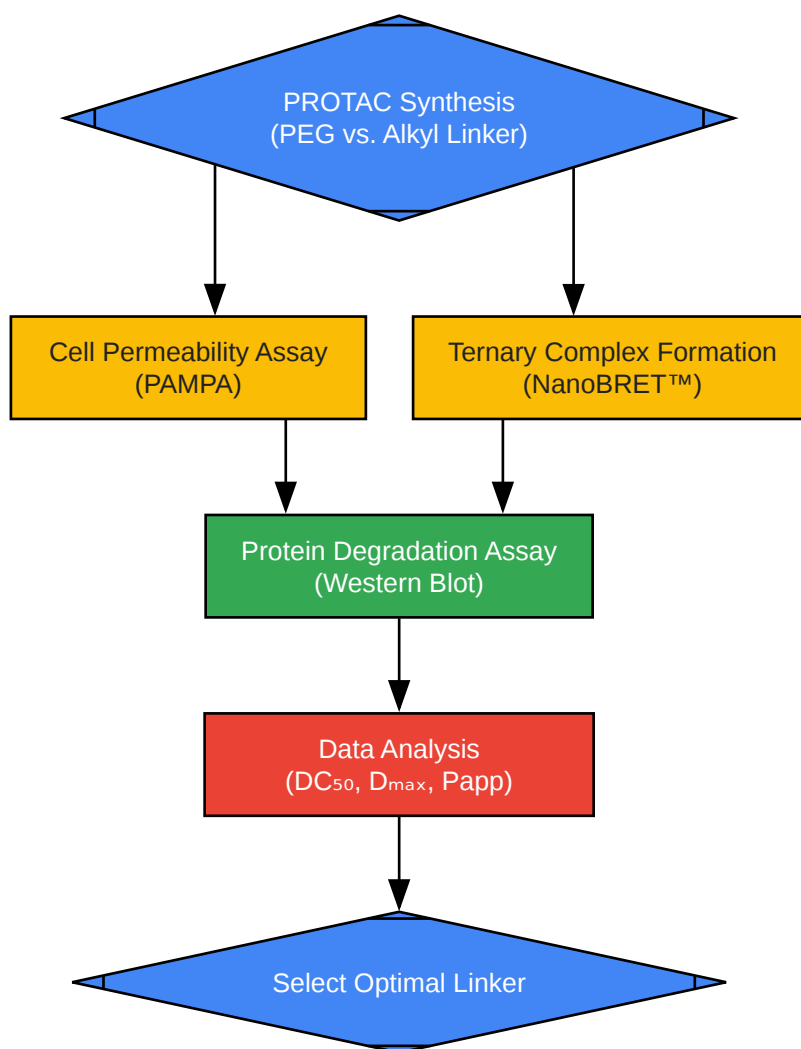 PROTAC Synthesis
(PEG vs. Alkyl Linker)
Cell Permeability Assay
(PAMPA)
Ternary Complex Formation
(NanoBRET™)
Protein Degradation Assay
(Western Blot)
Data Analysis
(DC₅₀, Dₘₐₓ, Papp)
Select Optimal Linker